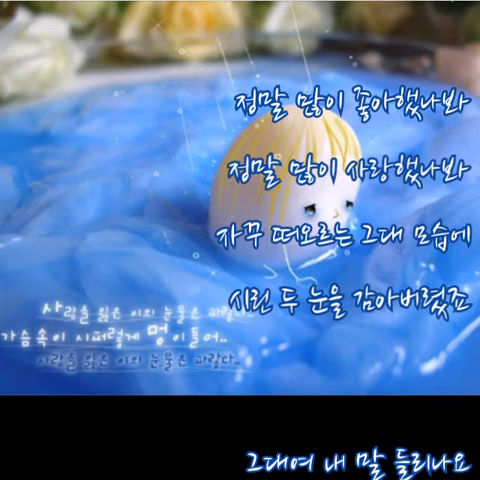 정말 많이 좋아했나봐
정말 많이 사랑했나봐
자꾸 떠오르는 그대 모습에
시린 두 눈을 감아버렸죠
사랑을 잃은 이의 눈물은 파랗다..
가슴속이 시퍼렇게 멍이들어..
사랑을 잃은 이의 눈물은 파랗다..
그대여 내 말 들리나요